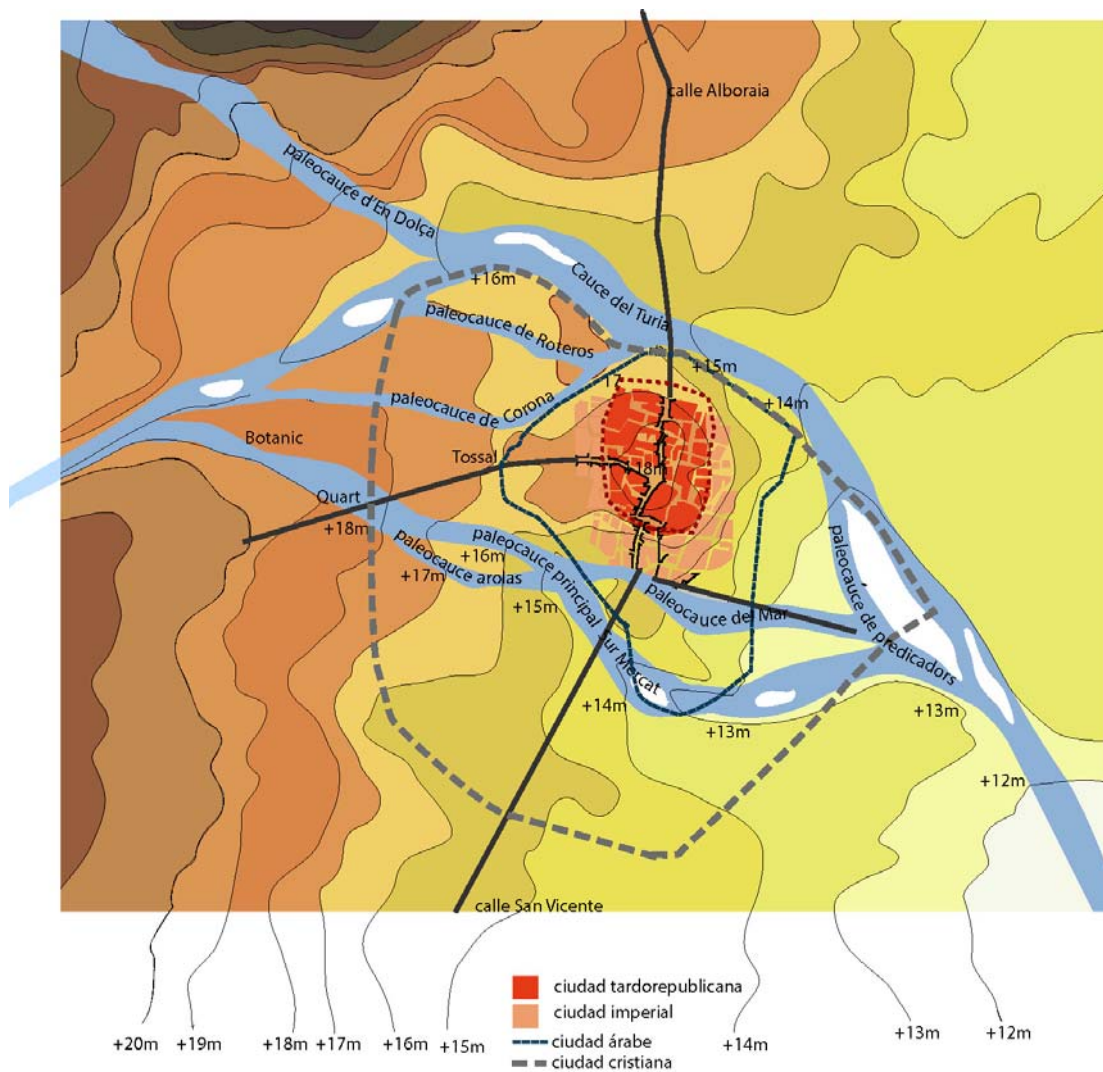 calle Alboraia
paleocauce d'En Dolça
+16m
Cauce del Turia
paleocauce de Roteros
+15m
17
+14m
paleocauce de Corona
Botanic
Tossal
+18m
Quart
+18m
paleocauce principal Sur Mercat
+16m
+17m
paleocauce arolas
+15m
paleocauce del Mar
paleocauce de predicadors
+14m
+13m
+13m
+12m
calle San Vicente
ciudad tardorepublicana
ciudad imperial
ciudad árabe
ciudad cristiana
+20m
+19m
+18m
+17m
+16m
+15m
+14m
+13m
+12m